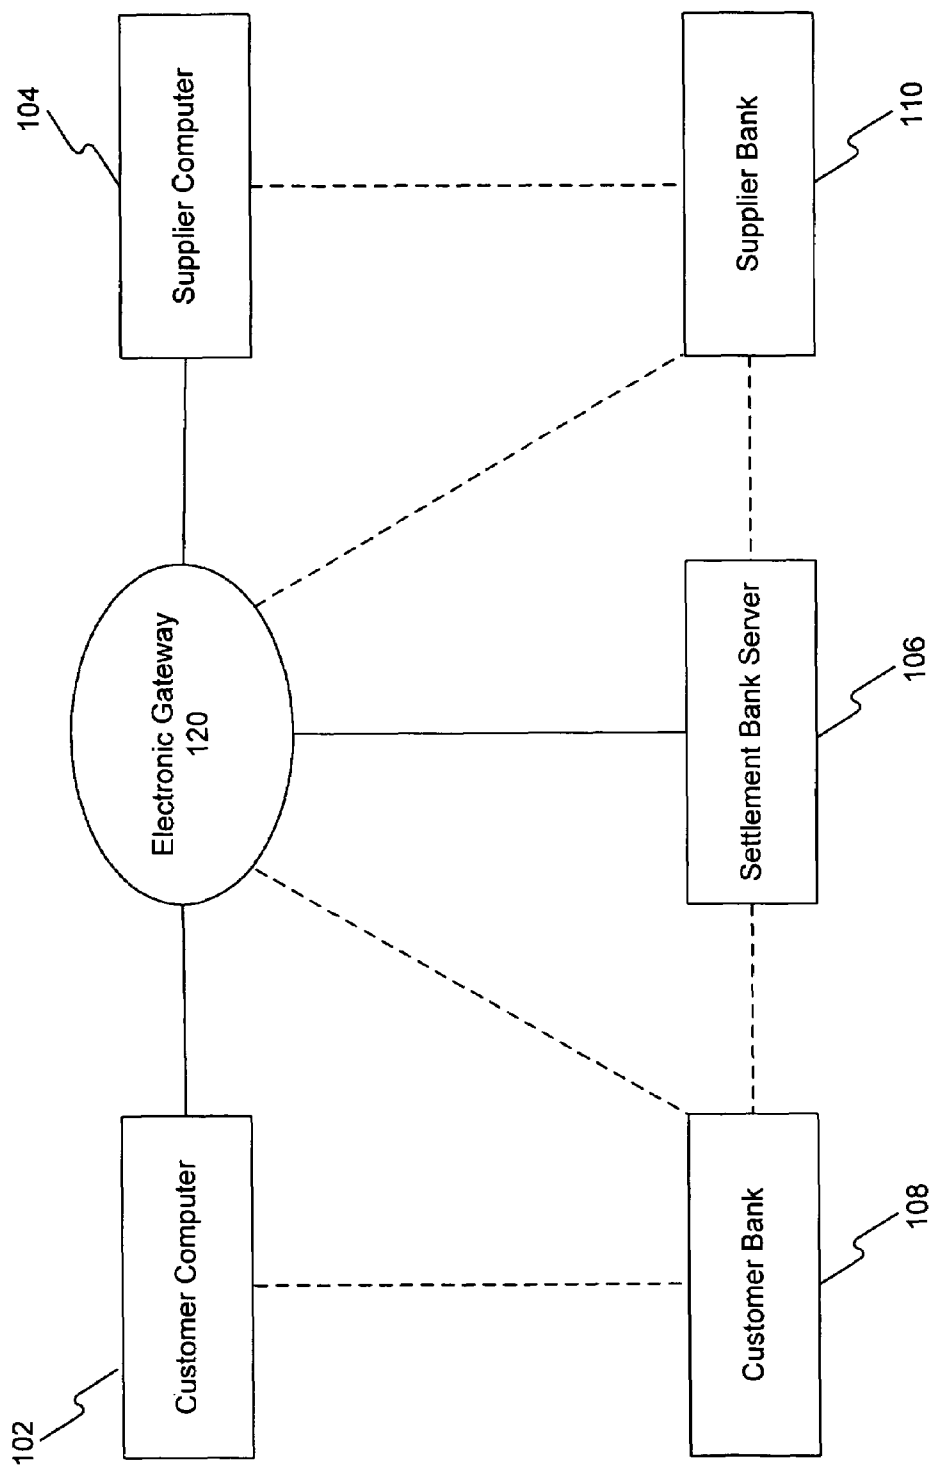 102
Customer Computer
Electronic Gateway
120
Supplier Computer
104
Customer Bank
108
Settlement Bank Server
106
Supplier Bank
110